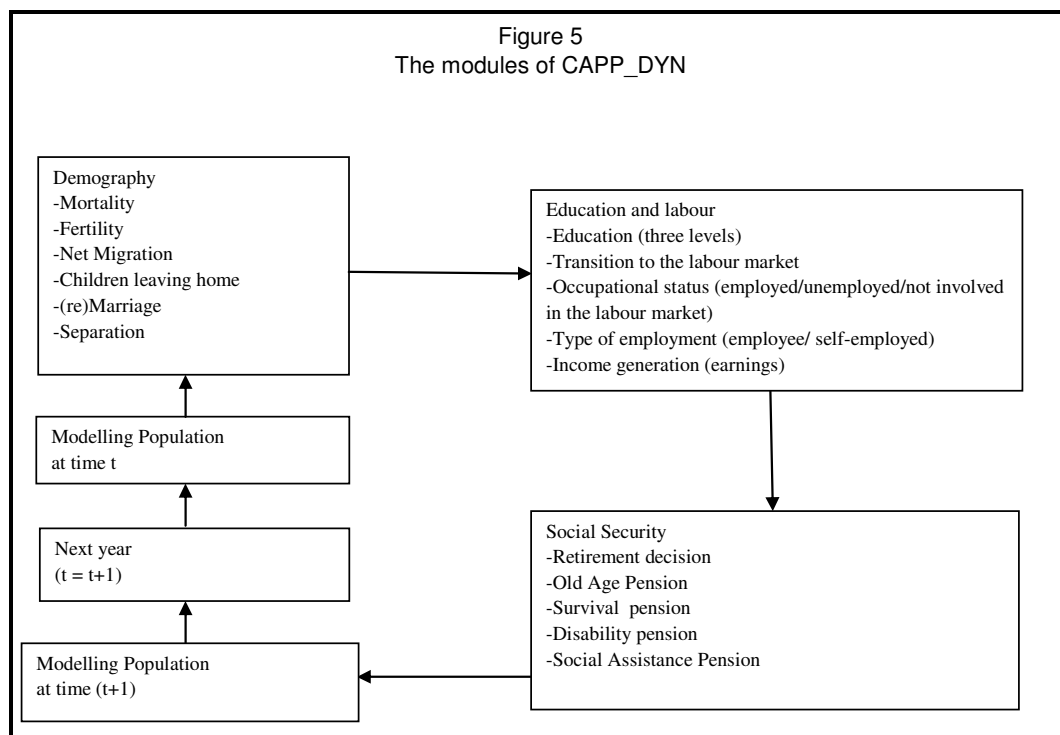 Figure 5
The modules of CAPP_DYN
Demography
-Mortality
-Fertility
-Net Migration
-Children leaving home
-(re)Marriage
-Separation
Education and labour
-Education (three levels)
-Transition to the labour market
-Occupational status (employed/unemployed/not involved
in the labour market)
-Type of employment (employee/ self-employed)
-Income generation (earnings)
Modelling Population
at time t
Next year
(t = t+1)
Modelling Population
at time (t+1)
Social Security
-Retirement decision
-Old Age Pension
-Survival  pension
-Disability pension
-Social Assistance Pension